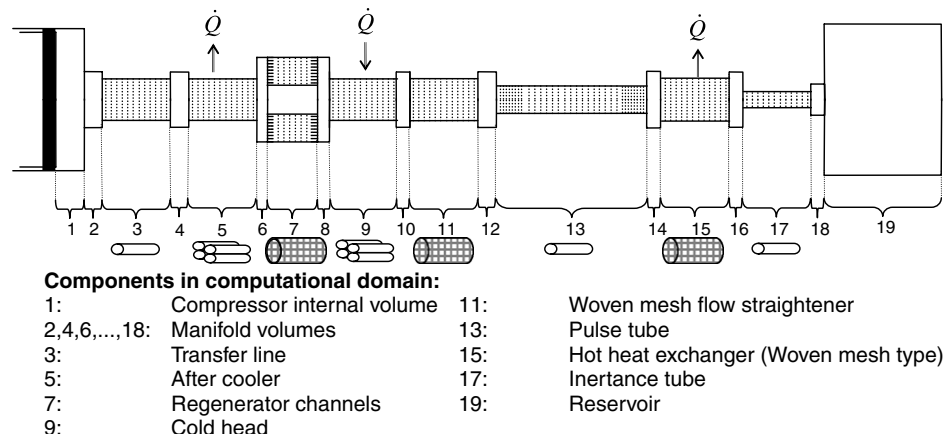 Q̇ Q̇ Q̇
1 2 3 4 5 6 7 8 9 10 11 12 13 14 15 16 17 18 19
Components in computational domain:
1: Compressor internal volume 11: Woven mesh flow straightener
2,4,6,...,18: Manifold volumes 13: Pulse tube
3: Transfer line 15: Hot heat exchanger (Woven mesh type)
5: After cooler 17: Inertance tube
7: Regenerator channels 19: Reservoir
9: Cold head